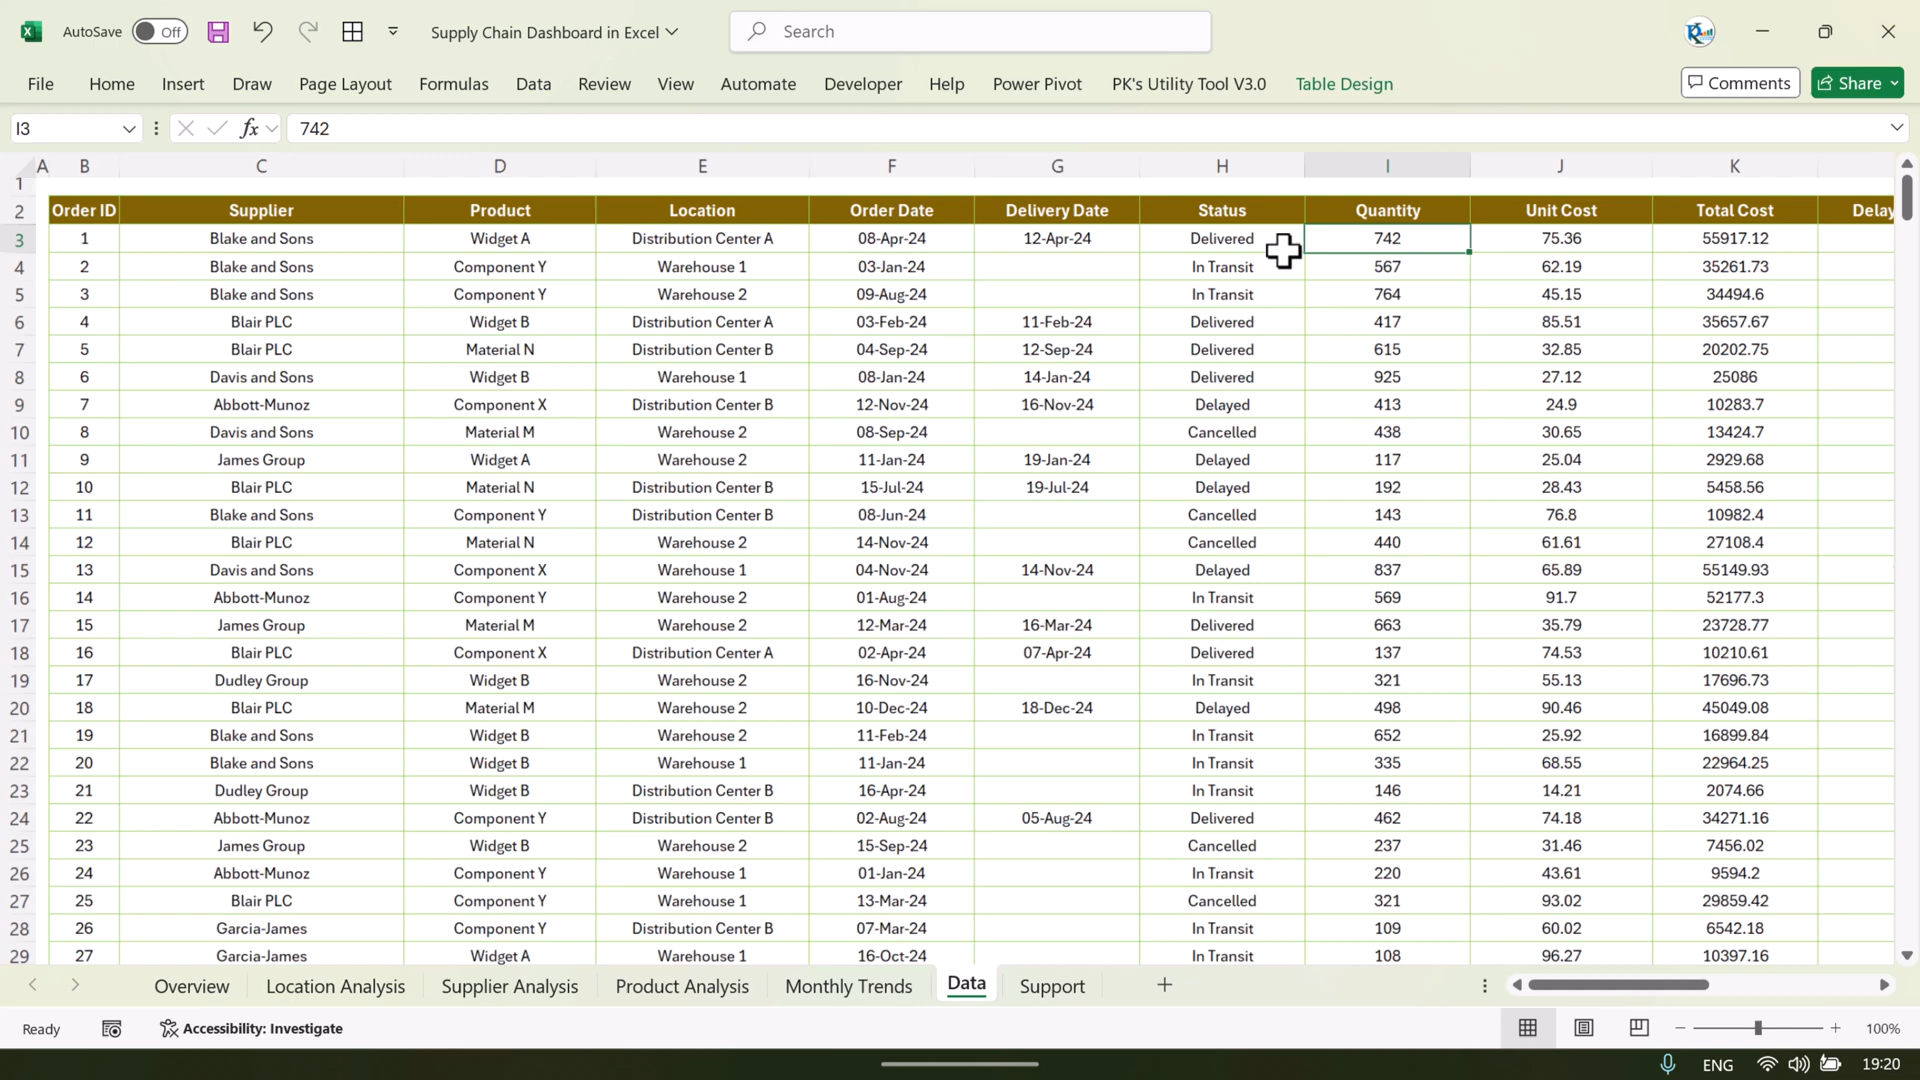 AutoSave Off Supply Chain Dashboard in Excel Search
File Home Insert Draw Page Layout Formulas Data Review View Automate Developer Help Power Pivot PK's Utility Tool V3.0 Table Design Comments Share
I3 fx 742
A B C D E F G H I J K
1
2 Order ID Supplier Product Location Order Date Delivery Date Status Quantity Unit Cost Total Cost Delay
3 1 Blake and Sons Widget A Distribution Center A 08-Apr-24 12-Apr-24 Delivered 742 75.36 55917.12
4 2 Blake and Sons Component Y Warehouse 1 03-Jan-24 In Transit 567 62.19 35261.73
5 3 Blake and Sons Component Y Warehouse 2 09-Aug-24 In Transit 764 45.15 34494.6
6 4 Blair PLC Widget B Distribution Center A 03-Feb-24 11-Feb-24 Delivered 417 85.51 35657.67
7 5 Blair PLC Material N Distribution Center B 04-Sep-24 12-Sep-24 Delivered 615 32.85 20202.75
8 6 Davis and Sons Widget B Warehouse 1 08-Jan-24 14-Jan-24 Delivered 925 27.12 25086
9 7 Abbott-Munoz Component X Distribution Center B 12-Nov-24 16-Nov-24 Delayed 413 24.9 10283.7
10 8 Davis and Sons Material M Warehouse 2 08-Sep-24 Cancelled 438 30.65 13424.7
11 9 James Group Widget A Warehouse 2 11-Jan-24 19-Jan-24 Delayed 117 25.04 2929.68
12 10 Blair PLC Material N Distribution Center B 15-Jul-24 19-Jul-24 Delayed 192 28.43 5458.56
13 11 Blake and Sons Component Y Distribution Center B 08-Jun-24 Cancelled 143 76.8 10982.4
14 12 Blair PLC Material N Warehouse 2 14-Nov-24 Cancelled 440 61.61 27108.4
15 13 Davis and Sons Component X Warehouse 1 04-Nov-24 14-Nov-24 Delayed 837 65.89 55149.93
16 14 Abbott-Munoz Component Y Warehouse 2 01-Aug-24 In Transit 569 91.7 52177.3
17 15 James Group Material M Warehouse 2 12-Mar-24 16-Mar-24 Delivered 663 35.79 23728.77
18 16 Blair PLC Component X Distribution Center A 02-Apr-24 07-Apr-24 Delivered 137 74.53 10210.61
19 17 Dudley Group Widget B Warehouse 2 16-Nov-24 In Transit 321 55.13 17696.73
20 18 Blair PLC Material M Warehouse 2 10-Dec-24 18-Dec-24 Delayed 498 90.46 45049.08
21 19 Blake and Sons Widget B Warehouse 2 11-Feb-24 In Transit 652 25.92 16899.84
22 20 Blake and Sons Widget B Warehouse 1 11-Jan-24 In Transit 335 68.55 22964.25
23 21 Dudley Group Widget B Distribution Center B 16-Apr-24 In Transit 146 14.21 2074.66
24 22 Abbott-Munoz Component Y Distribution Center B 02-Aug-24 05-Aug-24 Delivered 462 74.18 34271.16
25 23 James Group Widget B Warehouse 2 15-Sep-24 Cancelled 237 31.46 7456.02
26 24 Abbott-Munoz Component Y Warehouse 1 01-Jan-24 In Transit 220 43.61 9594.2
27 25 Blair PLC Component Y Warehouse 1 13-Mar-24 Cancelled 321 93.02 29859.42
28 26 Garcia-James Component Y Distribution Center B 07-Mar-24 In Transit 109 60.02 6542.18
29 27 Garcia-James Widget A Warehouse 1 16-Oct-24 In Transit 108 96.27 10397.16
Overview Location Analysis Supplier Analysis Product Analysis Monthly Trends Data Support
Ready Accessibility: Investigate 100%
ENG 19:20